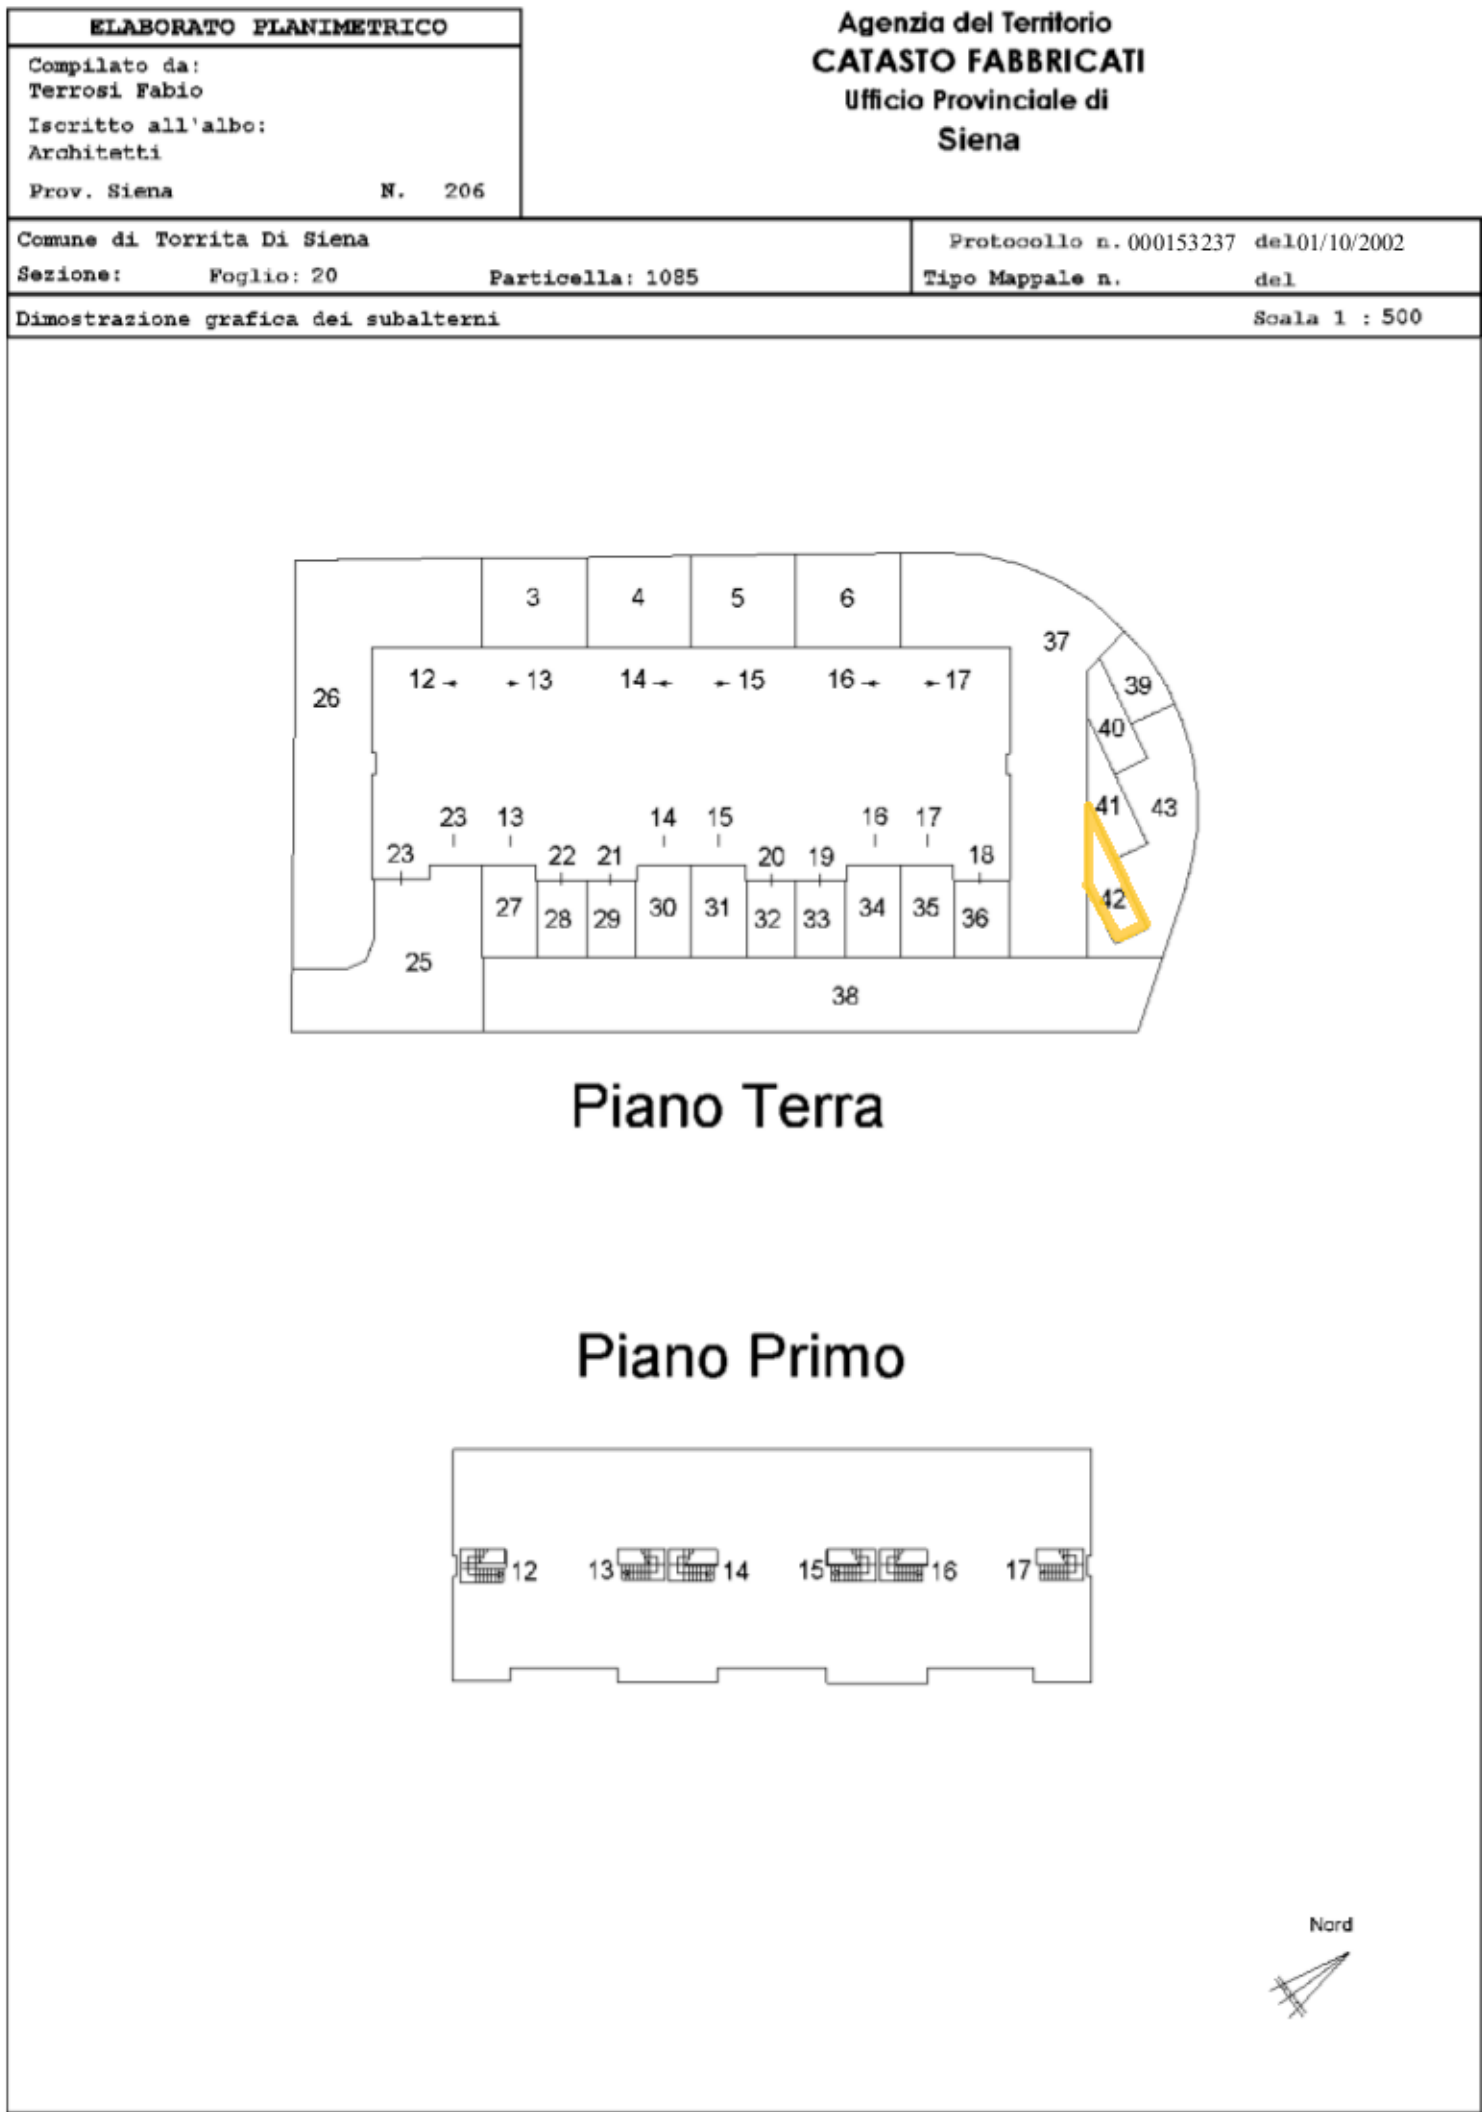 ELABORATO PLANIMETRICO
Compilato da:
Terrosi Fabio
Iscritto all'albo:
Architetti
Prov. Siena N. 206
Agenzia del Territorio
CATASTO FABBRICATI
Ufficio Provinciale di
Siena
Comune di Torrita Di Siena
Sezione: Foglio: 20 Particella: 1085
Protocollo n. 000153237 del 01/10/2002
Tipo Mappale n. del
Dimostrazione grafica dei subalterni Scala 1 : 500
3 4 5 6
37
12 13 14 15 16 17
39
26
40
23 13 14 15 16 17
41 43
23 22 21 20 19 18
27 28 29 30 31 32 33 34 35 36
42
25
38
Piano Terra
Piano Primo
12 13 14 15 16 17
Nord